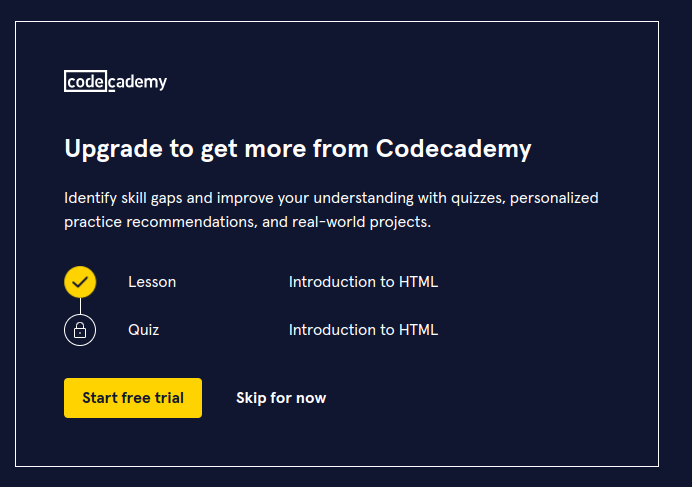 codecademy
Upgrade to get more from Codecademy
Identify skill gaps and improve your understanding with quizzes, personalized
practice recommendations, and real-world projects.
Lesson Introduction to HTML
Quiz Introduction to HTML
Start free trial Skip for now